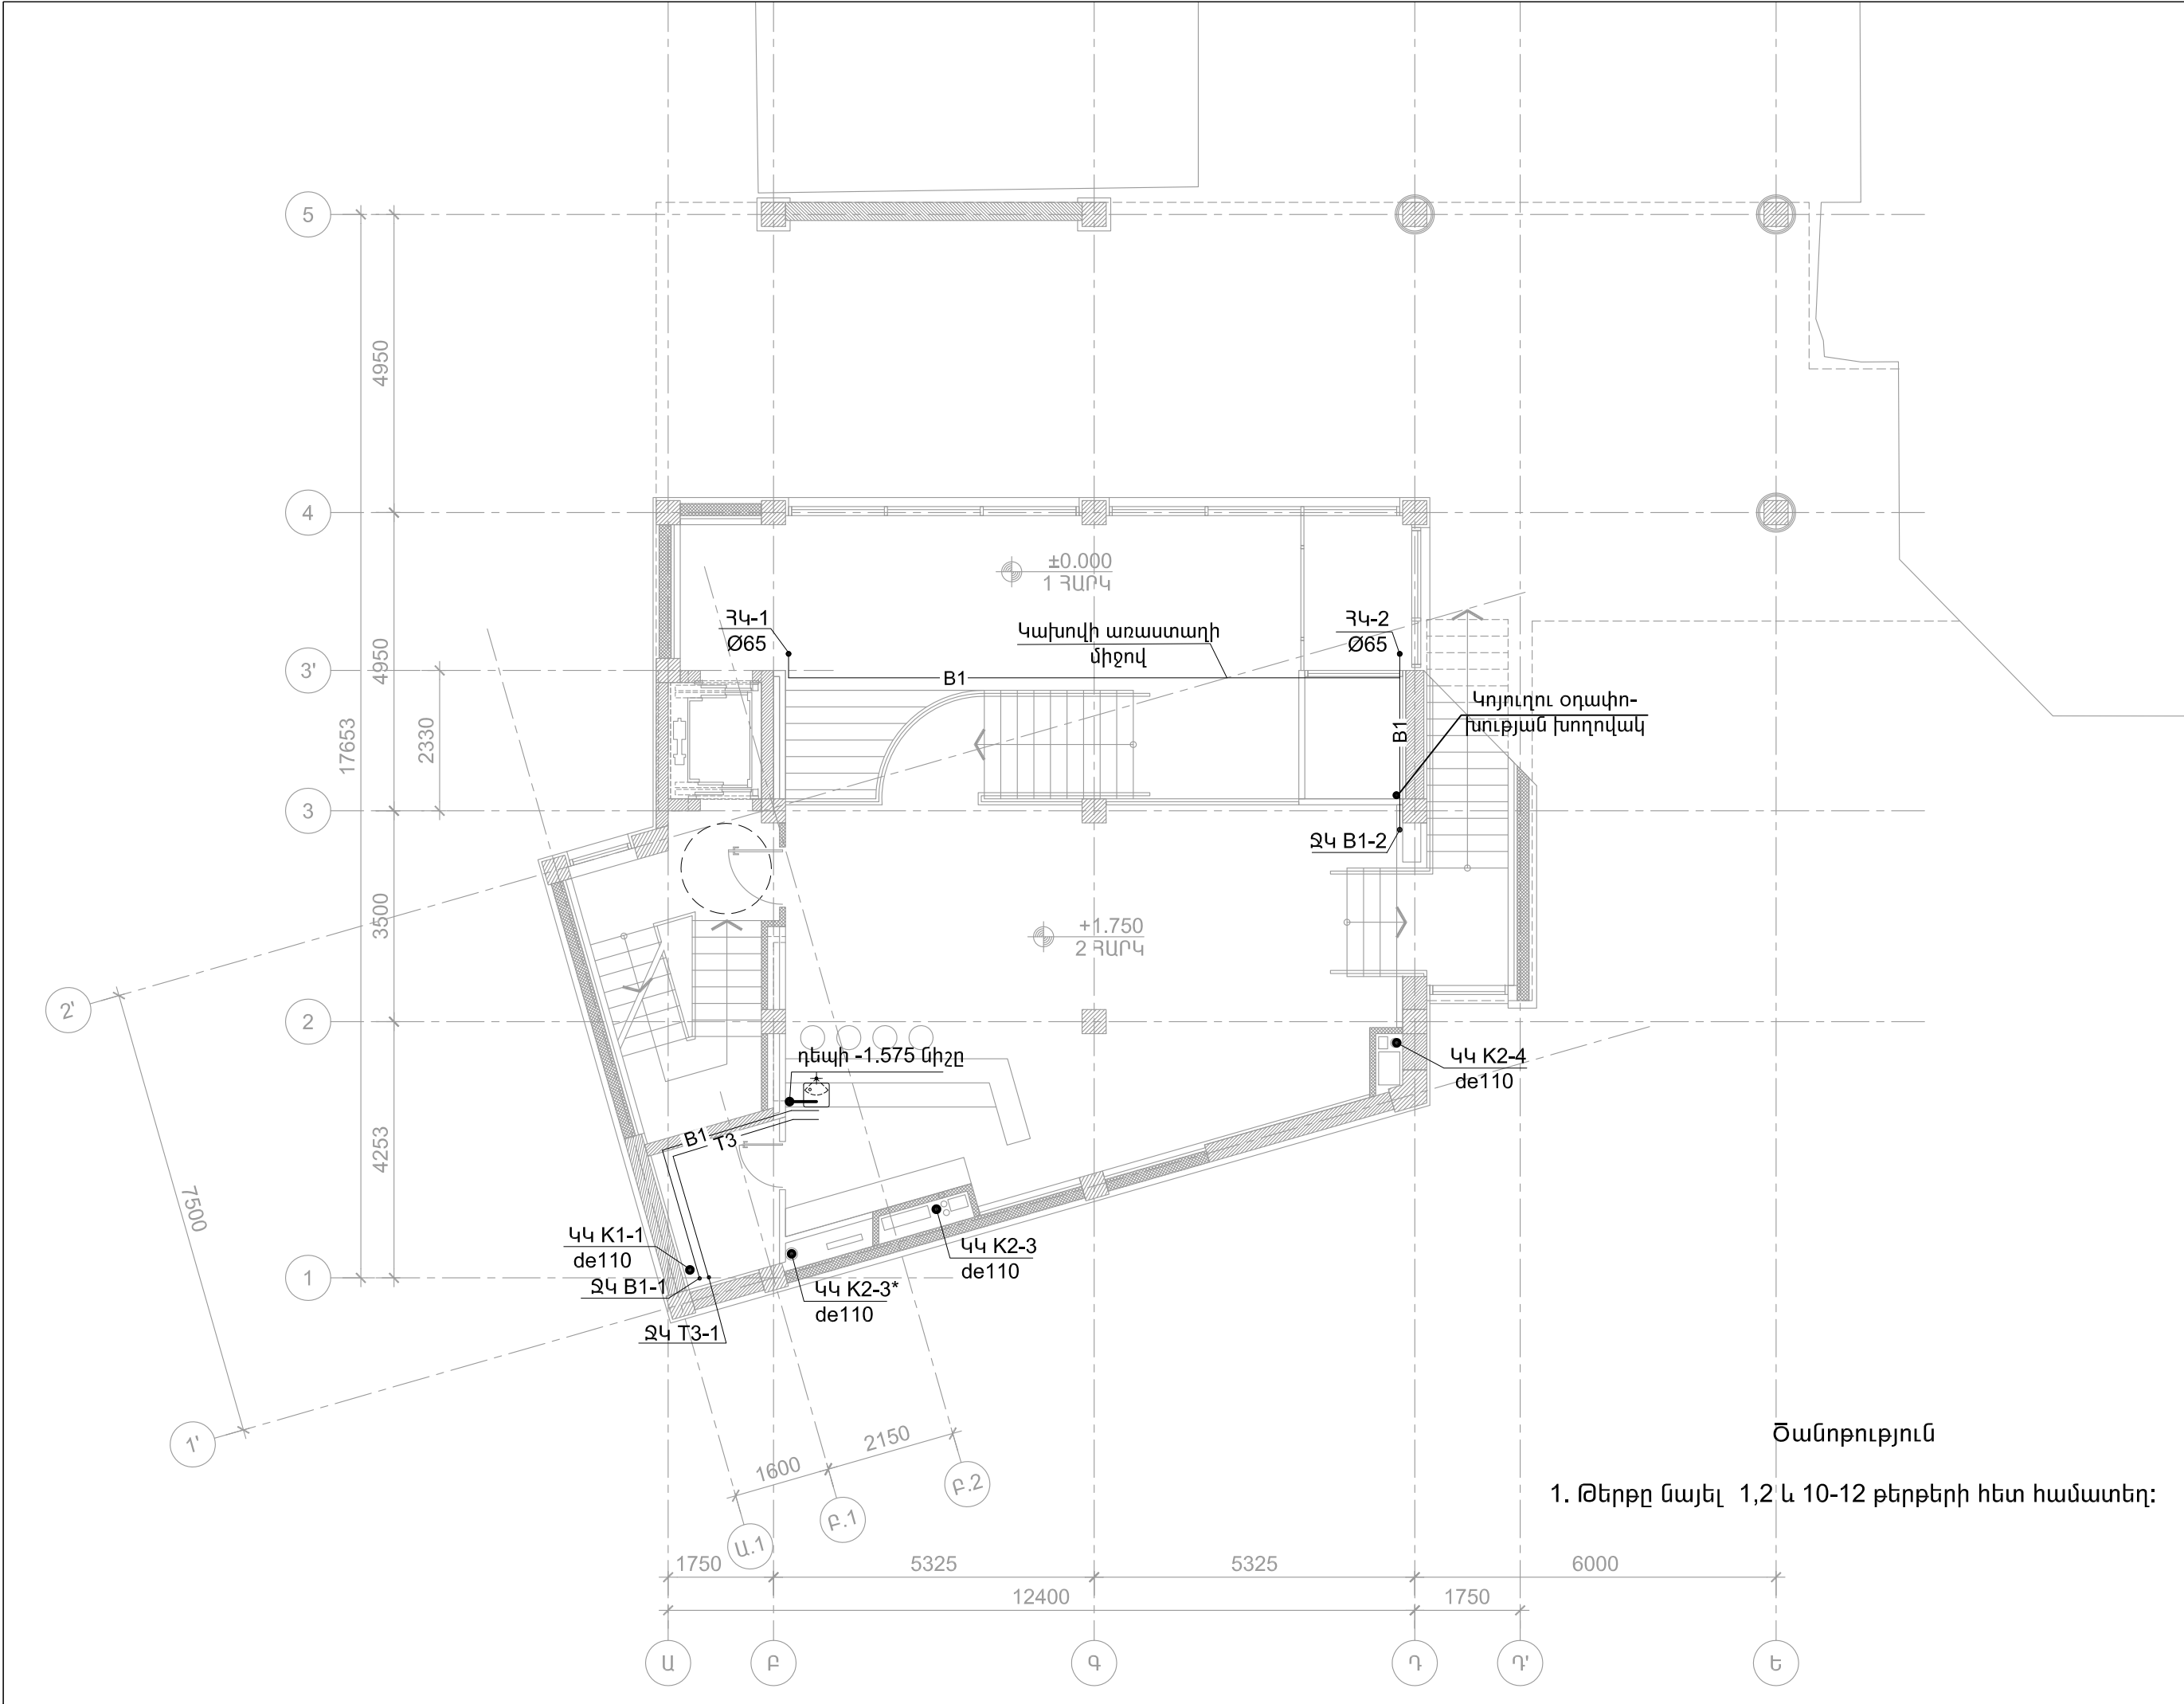 5
4950
4
±0.000
1 ՀԱՐԿ
ՀԿ-1
Ø65
Կախովի առաստաղի
միջով
ՀԿ-2
Ø65
3'
4950
B1
17653
2330
Կոյուղու օդափո-
խության խողովակ
B1
3
ՋԿ B1-2
3500
+1.750
2 ՀԱՐԿ
2'
2
դեպի -1.575 նիշը
ԿԿ K2-4
de110
4253
B1
T3
7500
ԿԿ K1-1
de110
ԿԿ K2-3
de110
1
ՋԿ B1-1
ԿԿ K2-3*
de110
ՋԿ T3-1
1'
2150
1600
Բ.2
Բ.1
Ա.1
Ծանոթություն
1. Թերթը նայել 1,2 և 10-12 թերթերի հետ համատեղ:
1750
5325
5325
6000
12400
1750
Ա
Բ
Գ
Դ
Դ'
Ե